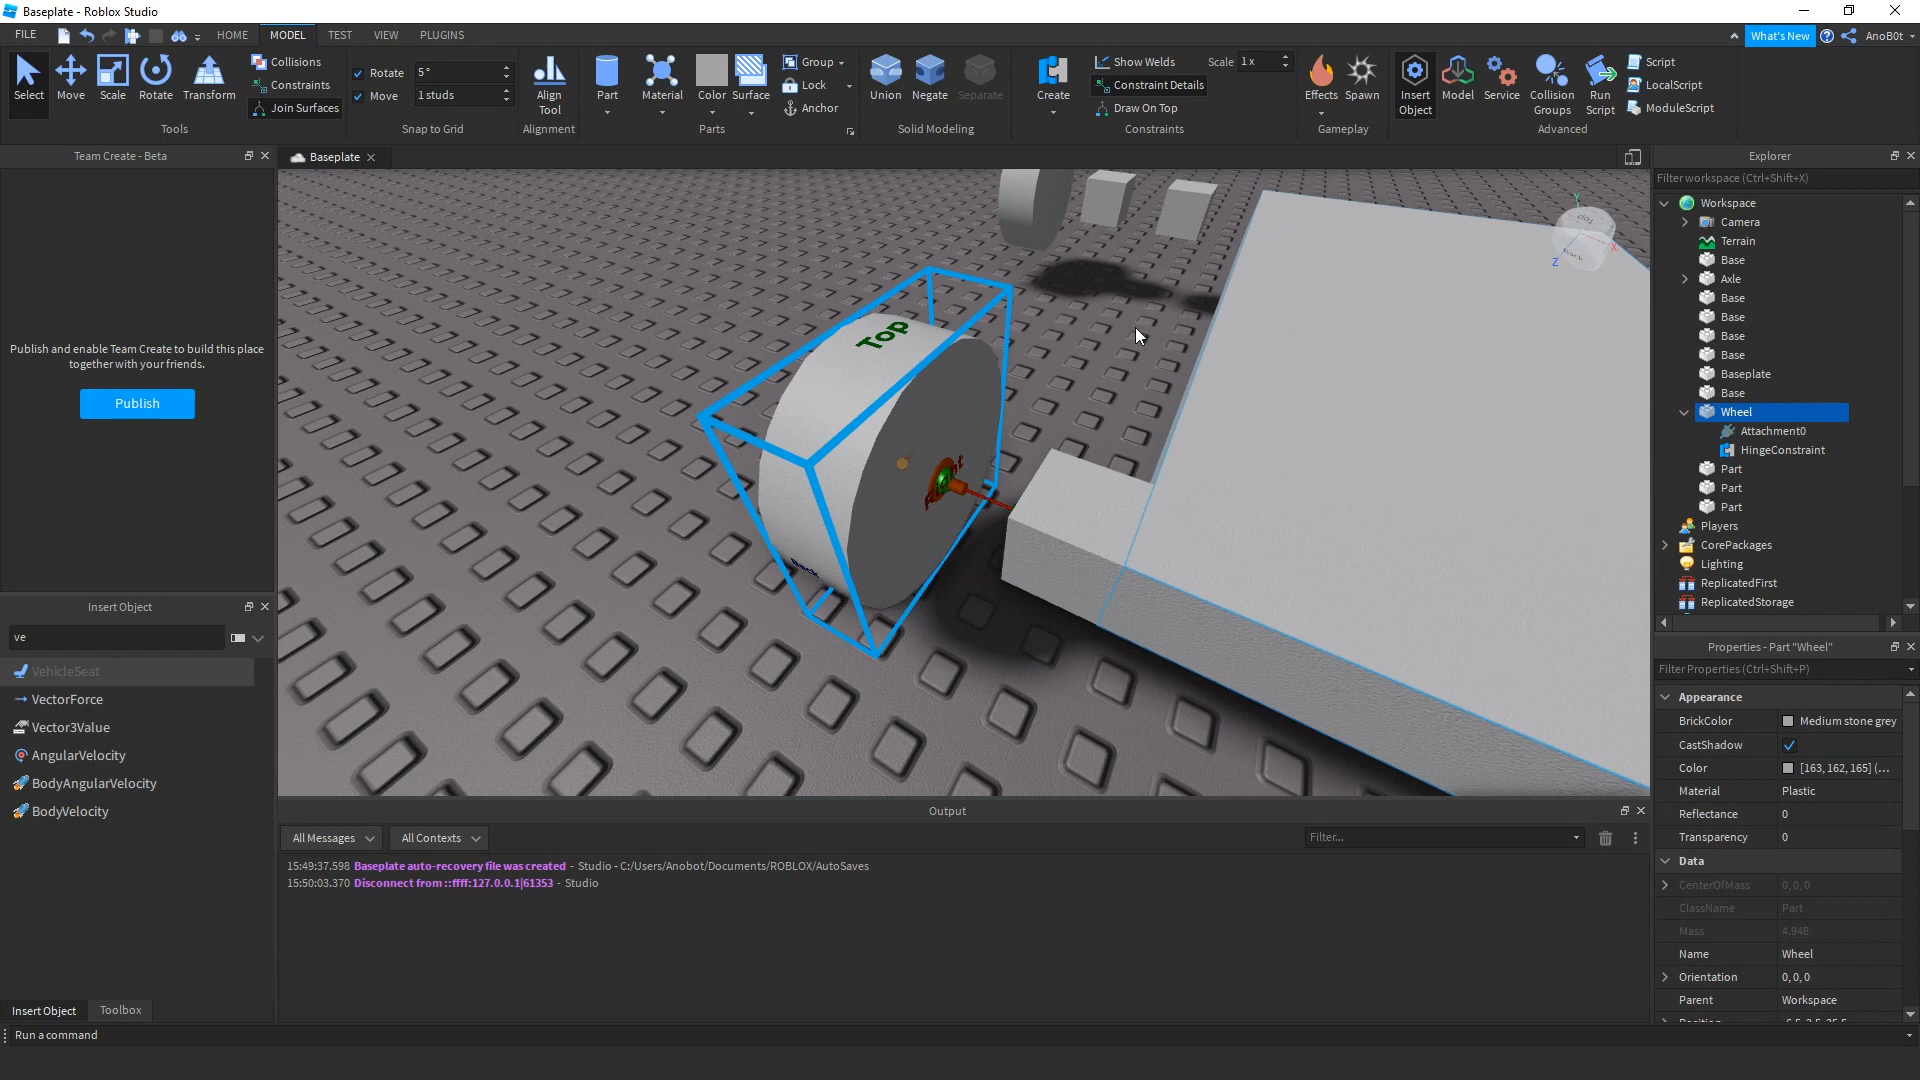 Baseplate - Roblox Studio
FILE HOME MODEL TEST VIEW PLUGINS What's New AnoB0t
Select Move Scale Rotate Transform
Collisions
Constraints
Join Surfaces
Tools
Rotate 5°
Move 1 studs
Snap to Grid
Align Tool
Alignment
Part Material Color Surface
Group
Lock
Anchor
Parts
Union Negate Separate
Solid Modeling
Create
Show Welds
Scale 1 x
Constraint Details
Draw On Top
Constraints
Effects Spawn
Gameplay
Insert Object
Model
Service
Collision Groups
Run Script
Script
LocalScript
ModuleScript
Advanced
Team Create - Beta
Publish and enable Team Create to build this place
together with your friends.
Publish
Insert Object
ve
VehicleSeat
VectorForce
Vector3Value
AngularVelocity
BodyAngularVelocity
BodyVelocity
Insert Object Toolbox
Run a command
Baseplate
Top
Back
Top
Y
X
Z
Output
All Messages All Contexts Filter...
15:49:37.598 Baseplate auto-recovery file was created - Studio - C:/Users/Anobot/Documents/ROBLOX/AutoSaves
15:50:03.370 Disconnect from ::ffff:127.0.0.1|61353 - Studio
Explorer
Filter workspace (Ctrl+Shift+X)
Workspace
Camera
Terrain
Base
Axle
Base
Base
Base
Base
Baseplate
Base
Wheel
Attachment0
HingeConstraint
Part
Part
Part
Players
CorePackages
Lighting
ReplicatedFirst
ReplicatedStorage
Properties - Part "Wheel"
Filter Properties (Ctrl+Shift+P)
Appearance
BrickColor Medium stone grey
CastShadow
Color [163, 162, 165] (...
Material Plastic
Reflectance 0
Transparency 0
Data
CenterOfMass 0, 0, 0
ClassName Part
Mass 4.948
Name Wheel
Orientation 0, 0, 0
Parent Workspace